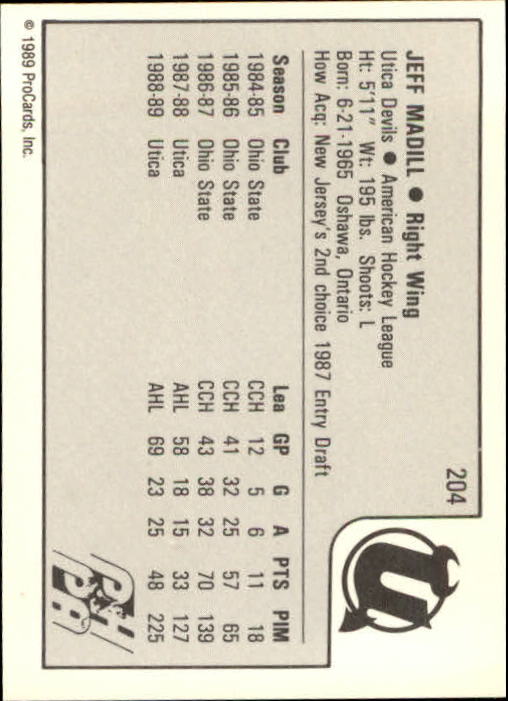 204
JEFF MADILL ● Right Wing
Utica Devils ● American Hockey League
Ht: 5'11" Wt: 195 lbs. Shoots: L
Born: 6-21-1965 Oshawa, Ontario
How Acq: New Jersey's 2nd choice 1987 Entry Draft
Season Club Lea GP G A PTS PIM
1984-85 Ohio State CCH 12 5 6 11 18
1985-86 Ohio State CCH 41 32 25 57 65
1986-87 Ohio State CCH 43 38 32 70 139
1987-88 Utica AHL 58 18 15 33 127
1988-89 Utica AHL 69 23 25 48 225
© 1989 ProCards, Inc.
U